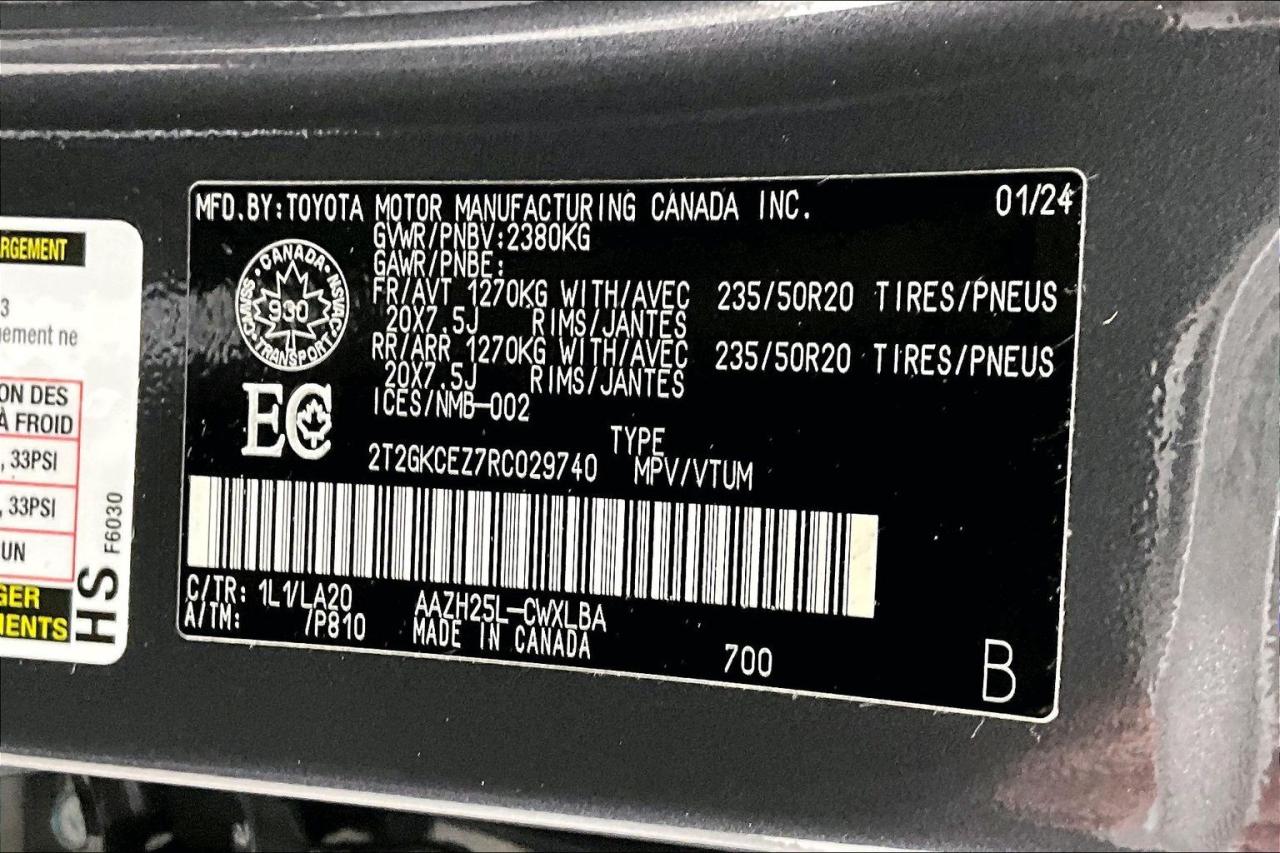 RGEMENT
3
gement ne
ON DES
À FROID
, 33PSI
, 33PSI
UN
GER
MENTS
HS
F6030
MFD.BY:TOYOTA MOTOR MANUFACTURING CANADA INC. 01/24
GVWR/PNBV:2380KG
GAWR/PNBE:
FR/AVT 1270KG WITH/AVEC 235/50R20 TIRES/PNEUS
20X7.5J RIMS/JANTES
RR/ARR 1270KG WITH/AVEC 235/50R20 TIRES/PNEUS
20X7.5J RIMS/JANTES
ICES/NMB-002
CANADA
930
TRANSPORT
EC
TYPE
2T2GKCEZ7RC029740 MPV/VTUM
C/TR: 1L1/LA20 AAZH25L-CWXLBA
A/TM: /P810 MADE IN CANADA
700
B